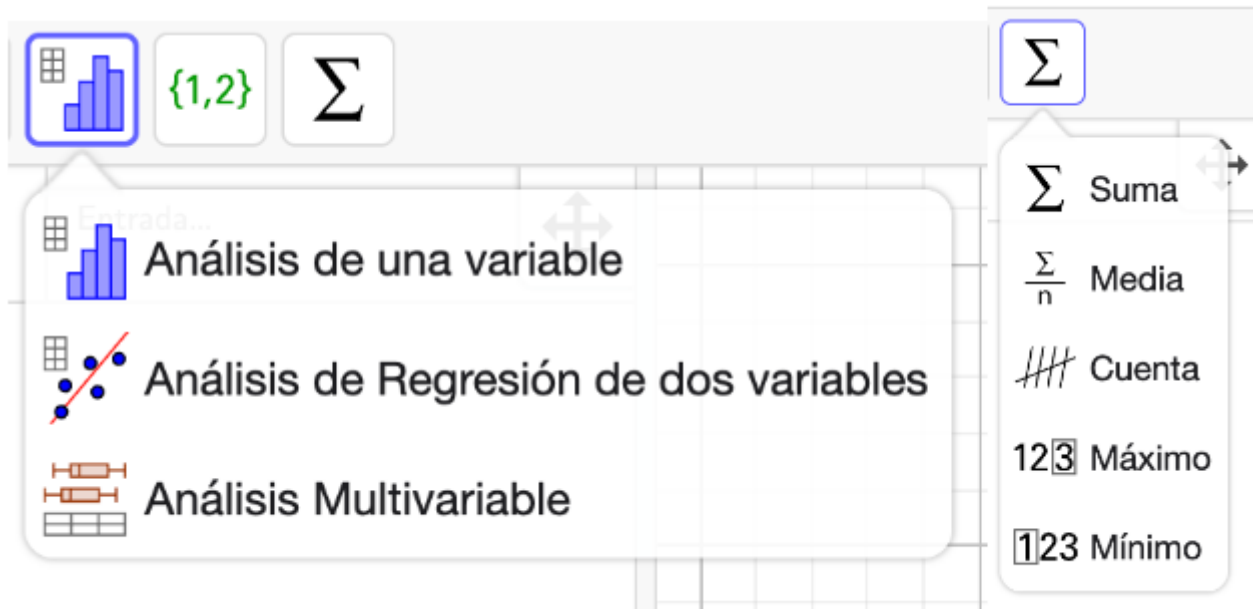 {1,2} Σ
Entrada...
Análisis de una variable
Análisis de Regresión de dos variables
Análisis Multivariable
Σ
Σ Suma
Σ
n Media
Cuenta
123 Máximo
123 Mínimo